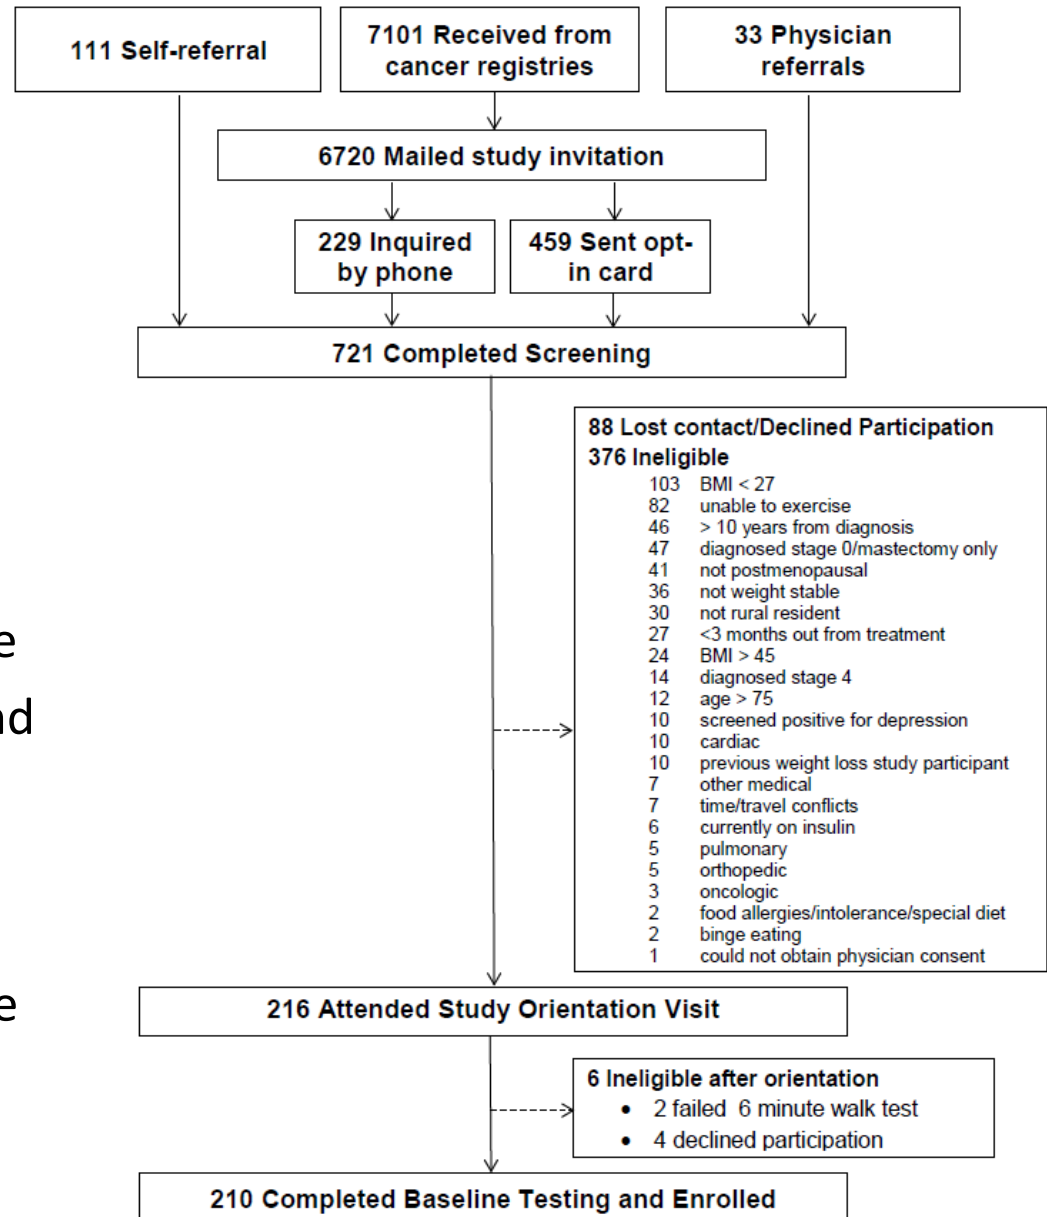 111 Self-referral
7101 Received from
cancer registries
33 Physician
referrals
6720 Mailed study invitation
229 Inquired
by phone
459 Sent opt-
in card
721 Completed Screening
88 Lost contact/Declined Participation
376 Ineligible
103 BMI < 27
82 unable to exercise
46 > 10 years from diagnosis
47 diagnosed stage 0/mastectomy only
41 not postmenopausal
36 not weight stable
30 not rural resident
27 <3 months out from treatment
24 BMI > 45
14 diagnosed stage 4
12 age > 75
10 screened positive for depression
10 cardiac
10 previous weight loss study participant
7 other medical
7 time/travel conflicts
6 currently on insulin
5 pulmonary
5 orthopedic
3 oncologic
2 food allergies/intolerance/special diet
2 binge eating
1 could not obtain physician consent
216 Attended Study Orientation Visit
6 Ineligible after orientation
• 2 failed 6 minute walk test
• 4 declined participation
210 Completed Baseline Testing and Enrolled